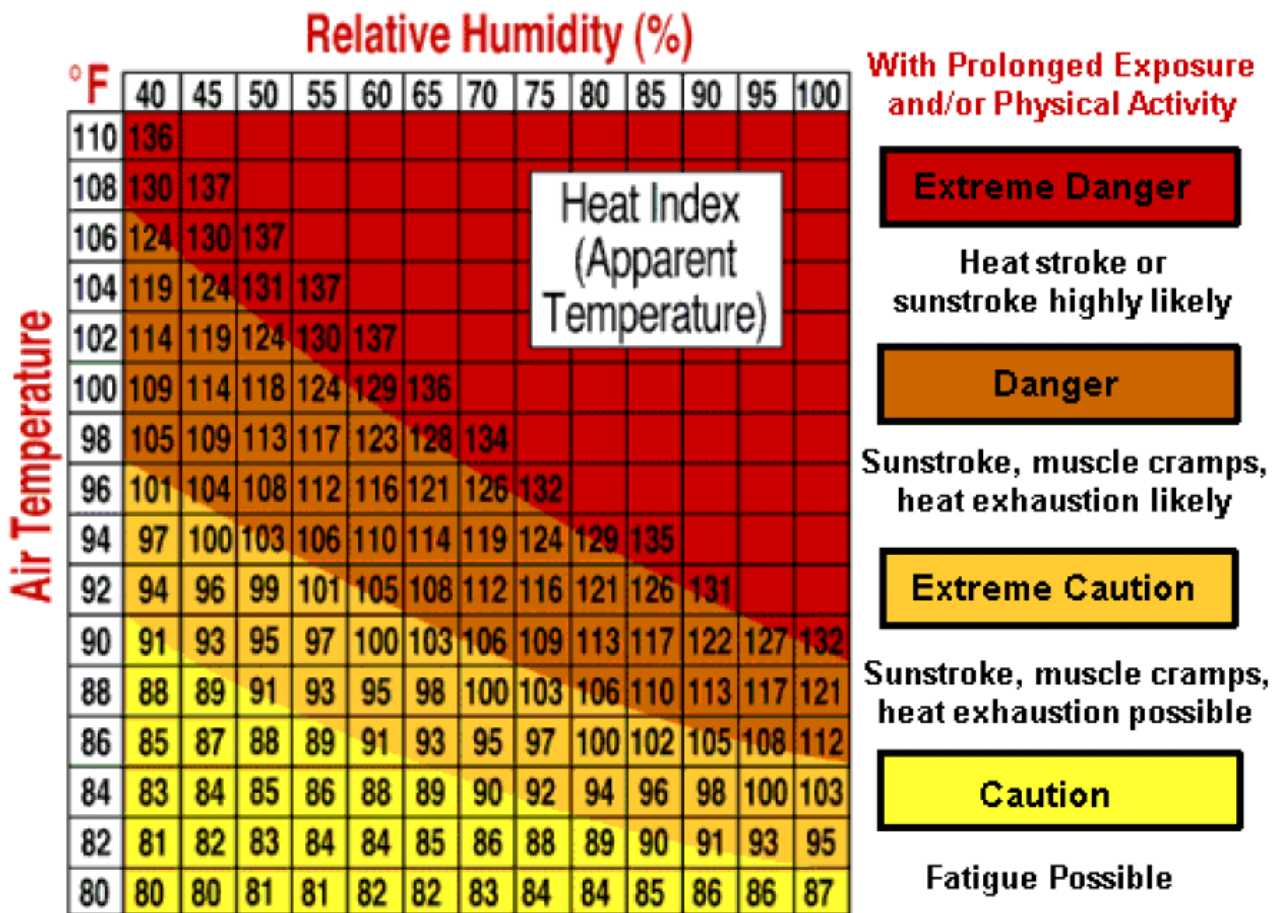 Relative Humidity (%)
°F 40 45 50 55 60 65 70 75 80 85 90 95 100
110 136
108 130 137
106 124 130 137
104 119 124 131 137
102 114 119 124 130 137
100 109 114 118 124 129 136
98 105 109 113 117 123 128 134
96 101 104 108 112 116 121 126 132
94 97 100 103 106 110 114 119 124 129 135
92 94 96 99 101 105 108 112 116 121 126 131
90 91 93 95 97 100 103 106 109 113 117 122 127 132
88 88 89 91 93 95 98 100 103 106 110 113 117 121
86 85 87 88 89 91 93 95 97 100 102 105 108 112
84 83 84 85 86 88 89 90 92 94 96 98 100 103
82 81 82 83 84 84 85 86 88 89 90 91 93 95
80 80 80 81 81 82 82 83 84 84 85 86 86 87
Air Temperature
Heat Index
(Apparent
Temperature)
With Prolonged Exposure
and/or Physical Activity
Extreme Danger
Heat stroke or
sunstroke highly likely
Danger
Sunstroke, muscle cramps,
heat exhaustion likely
Extreme Caution
Sunstroke, muscle cramps,
heat exhaustion possible
Caution
Fatigue Possible